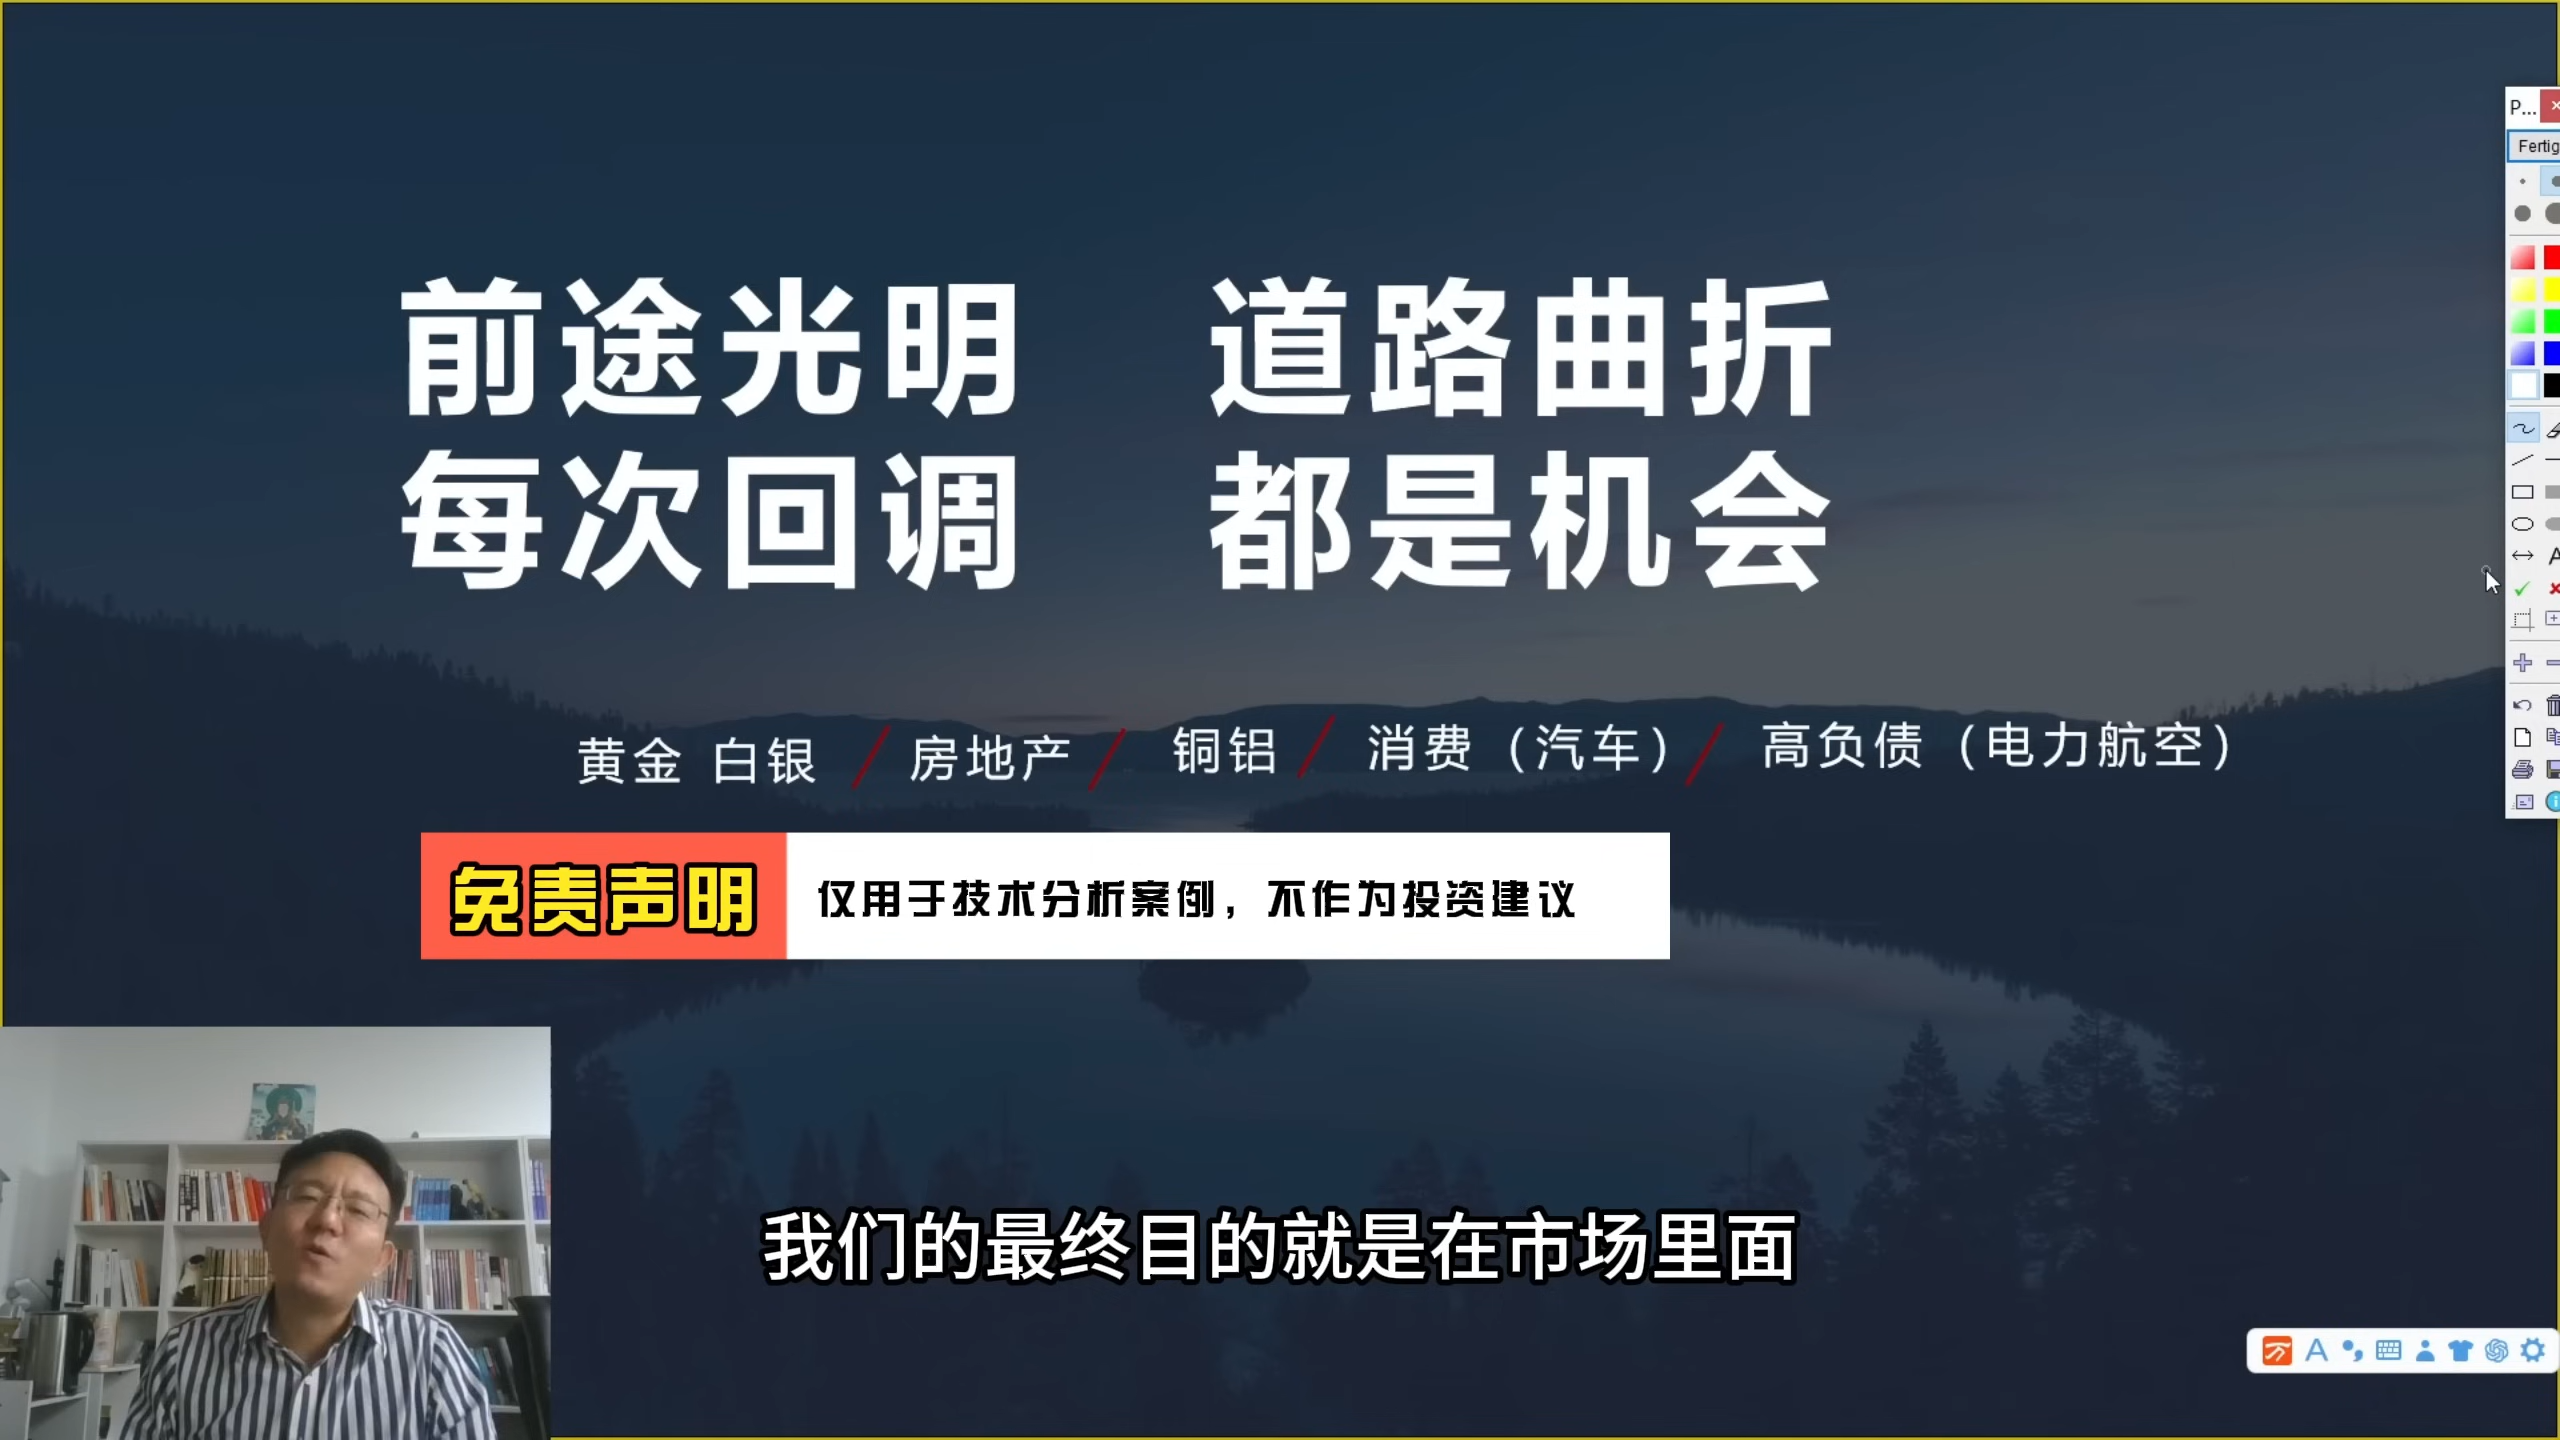 P...
Fertig
前途光明 道路曲折
每次回调 都是机会
黄金 白银 / 房地产 / 铜铝 / 消费（汽车）/ 高负债（电力航空）
免责声明 仅用于技术分析案例，不作为投资建议
我们的最终目的就是在市场里面